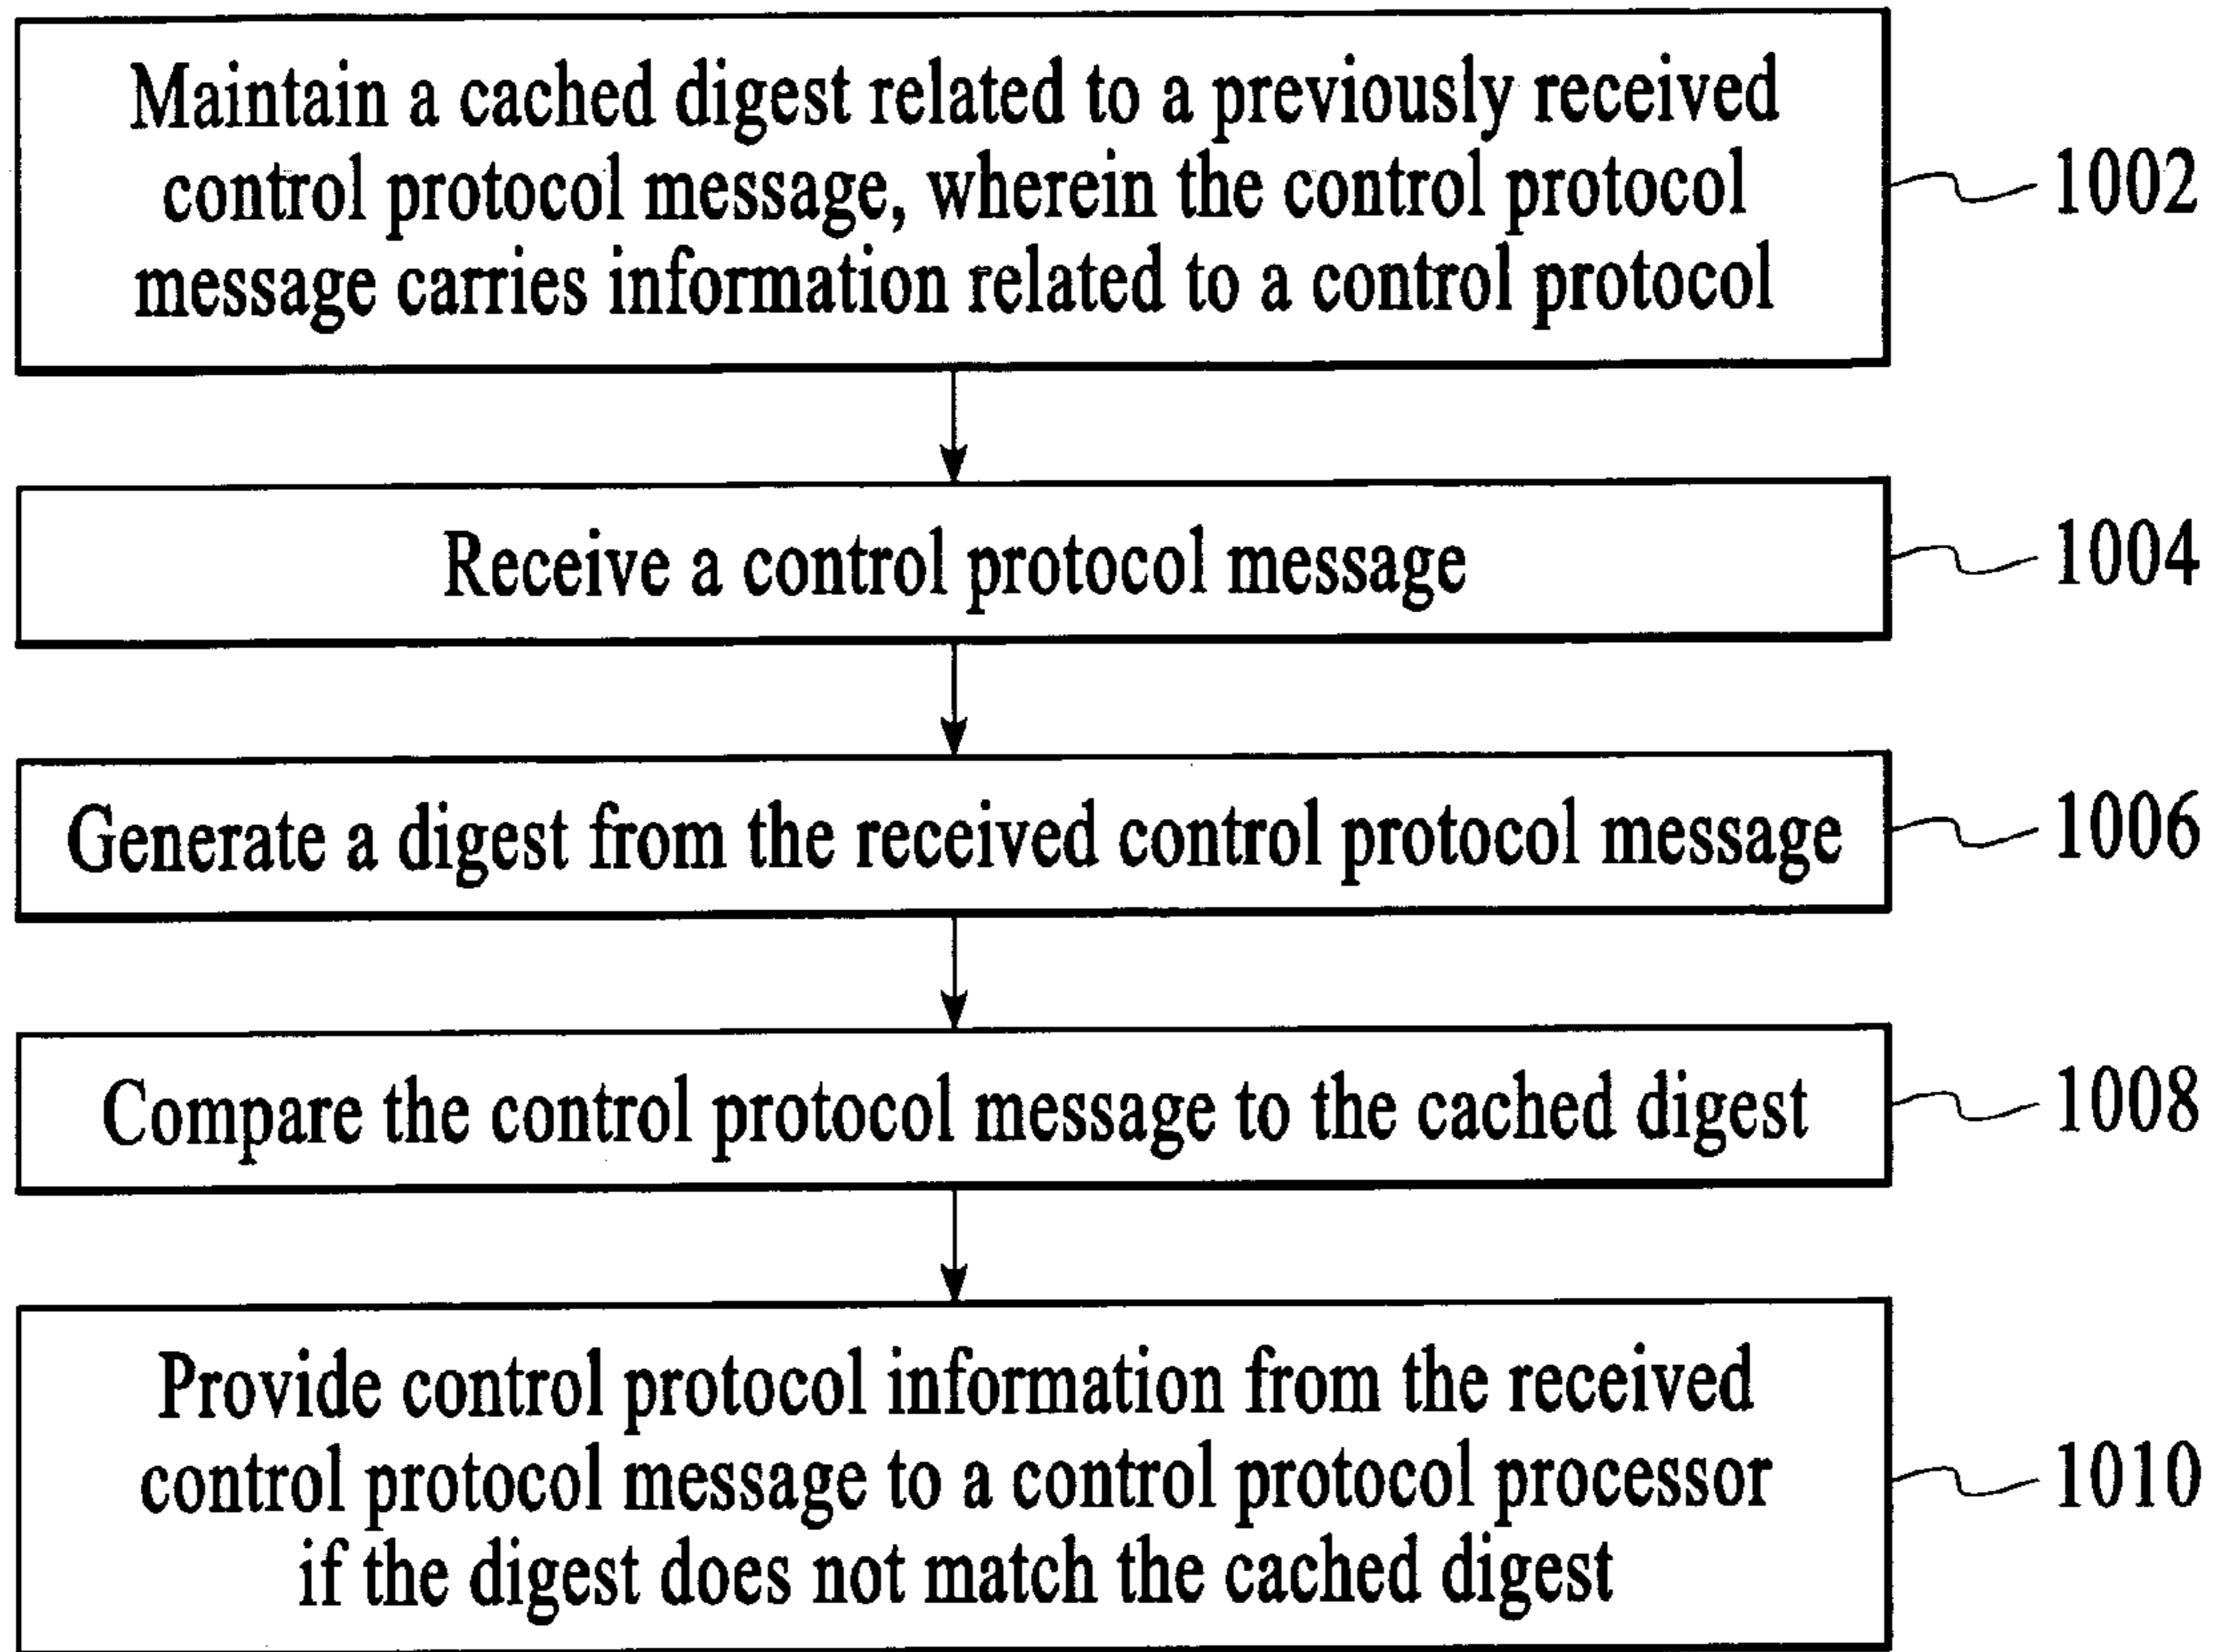 Maintain a cached digest related to a previously received
control protocol message, wherein the control protocol
message carries information related to a control protocol
1002
Receive a control protocol message
1004
Generate a digest from the received control protocol message
1006
Compare the control protocol message to the cached digest
1008
Provide control protocol information from the received
control protocol message to a control protocol processor
if the digest does not match the cached digest
1010